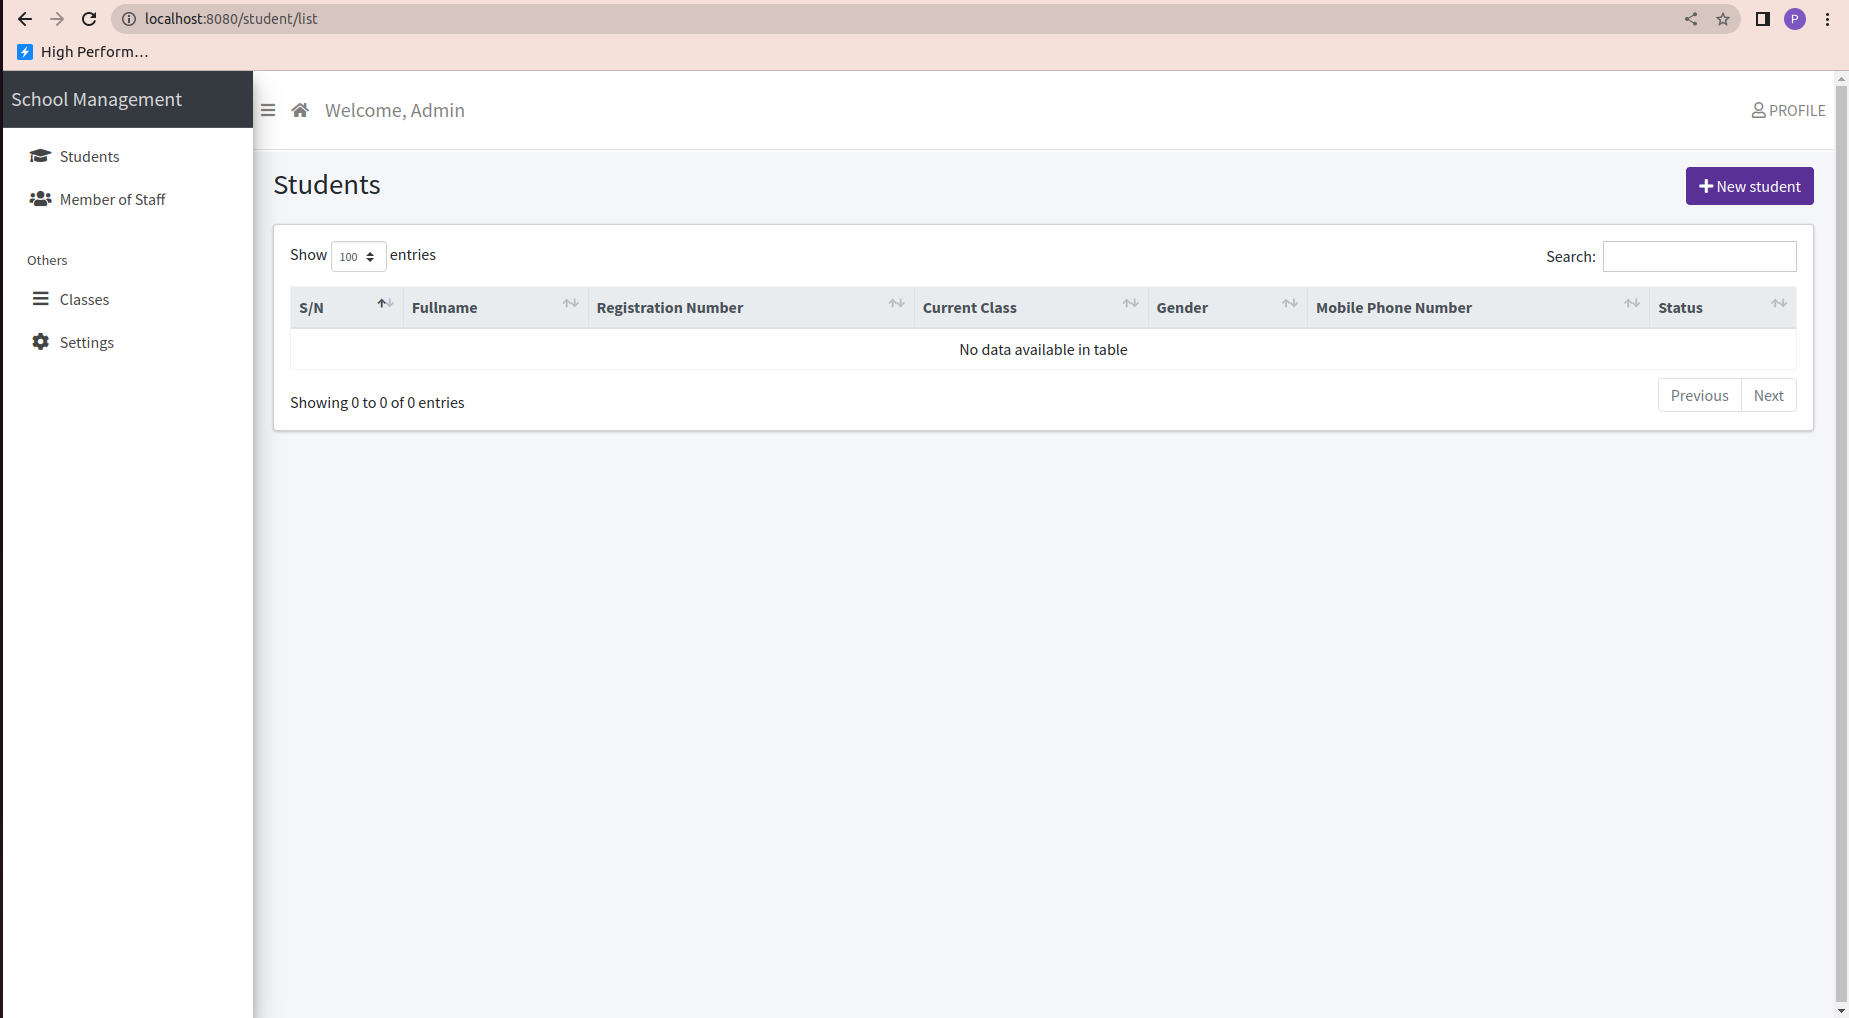 localhost:8080/student/list
P
High Perform...
School Management
Welcome, Admin
PROFILE
Students
Member of Staff
Others
Classes
Settings
Students
New student
Show 100 entries
Search:
S/N Fullname Registration Number Current Class Gender Mobile Phone Number Status
No data available in table
Showing 0 to 0 of 0 entries
Previous Next